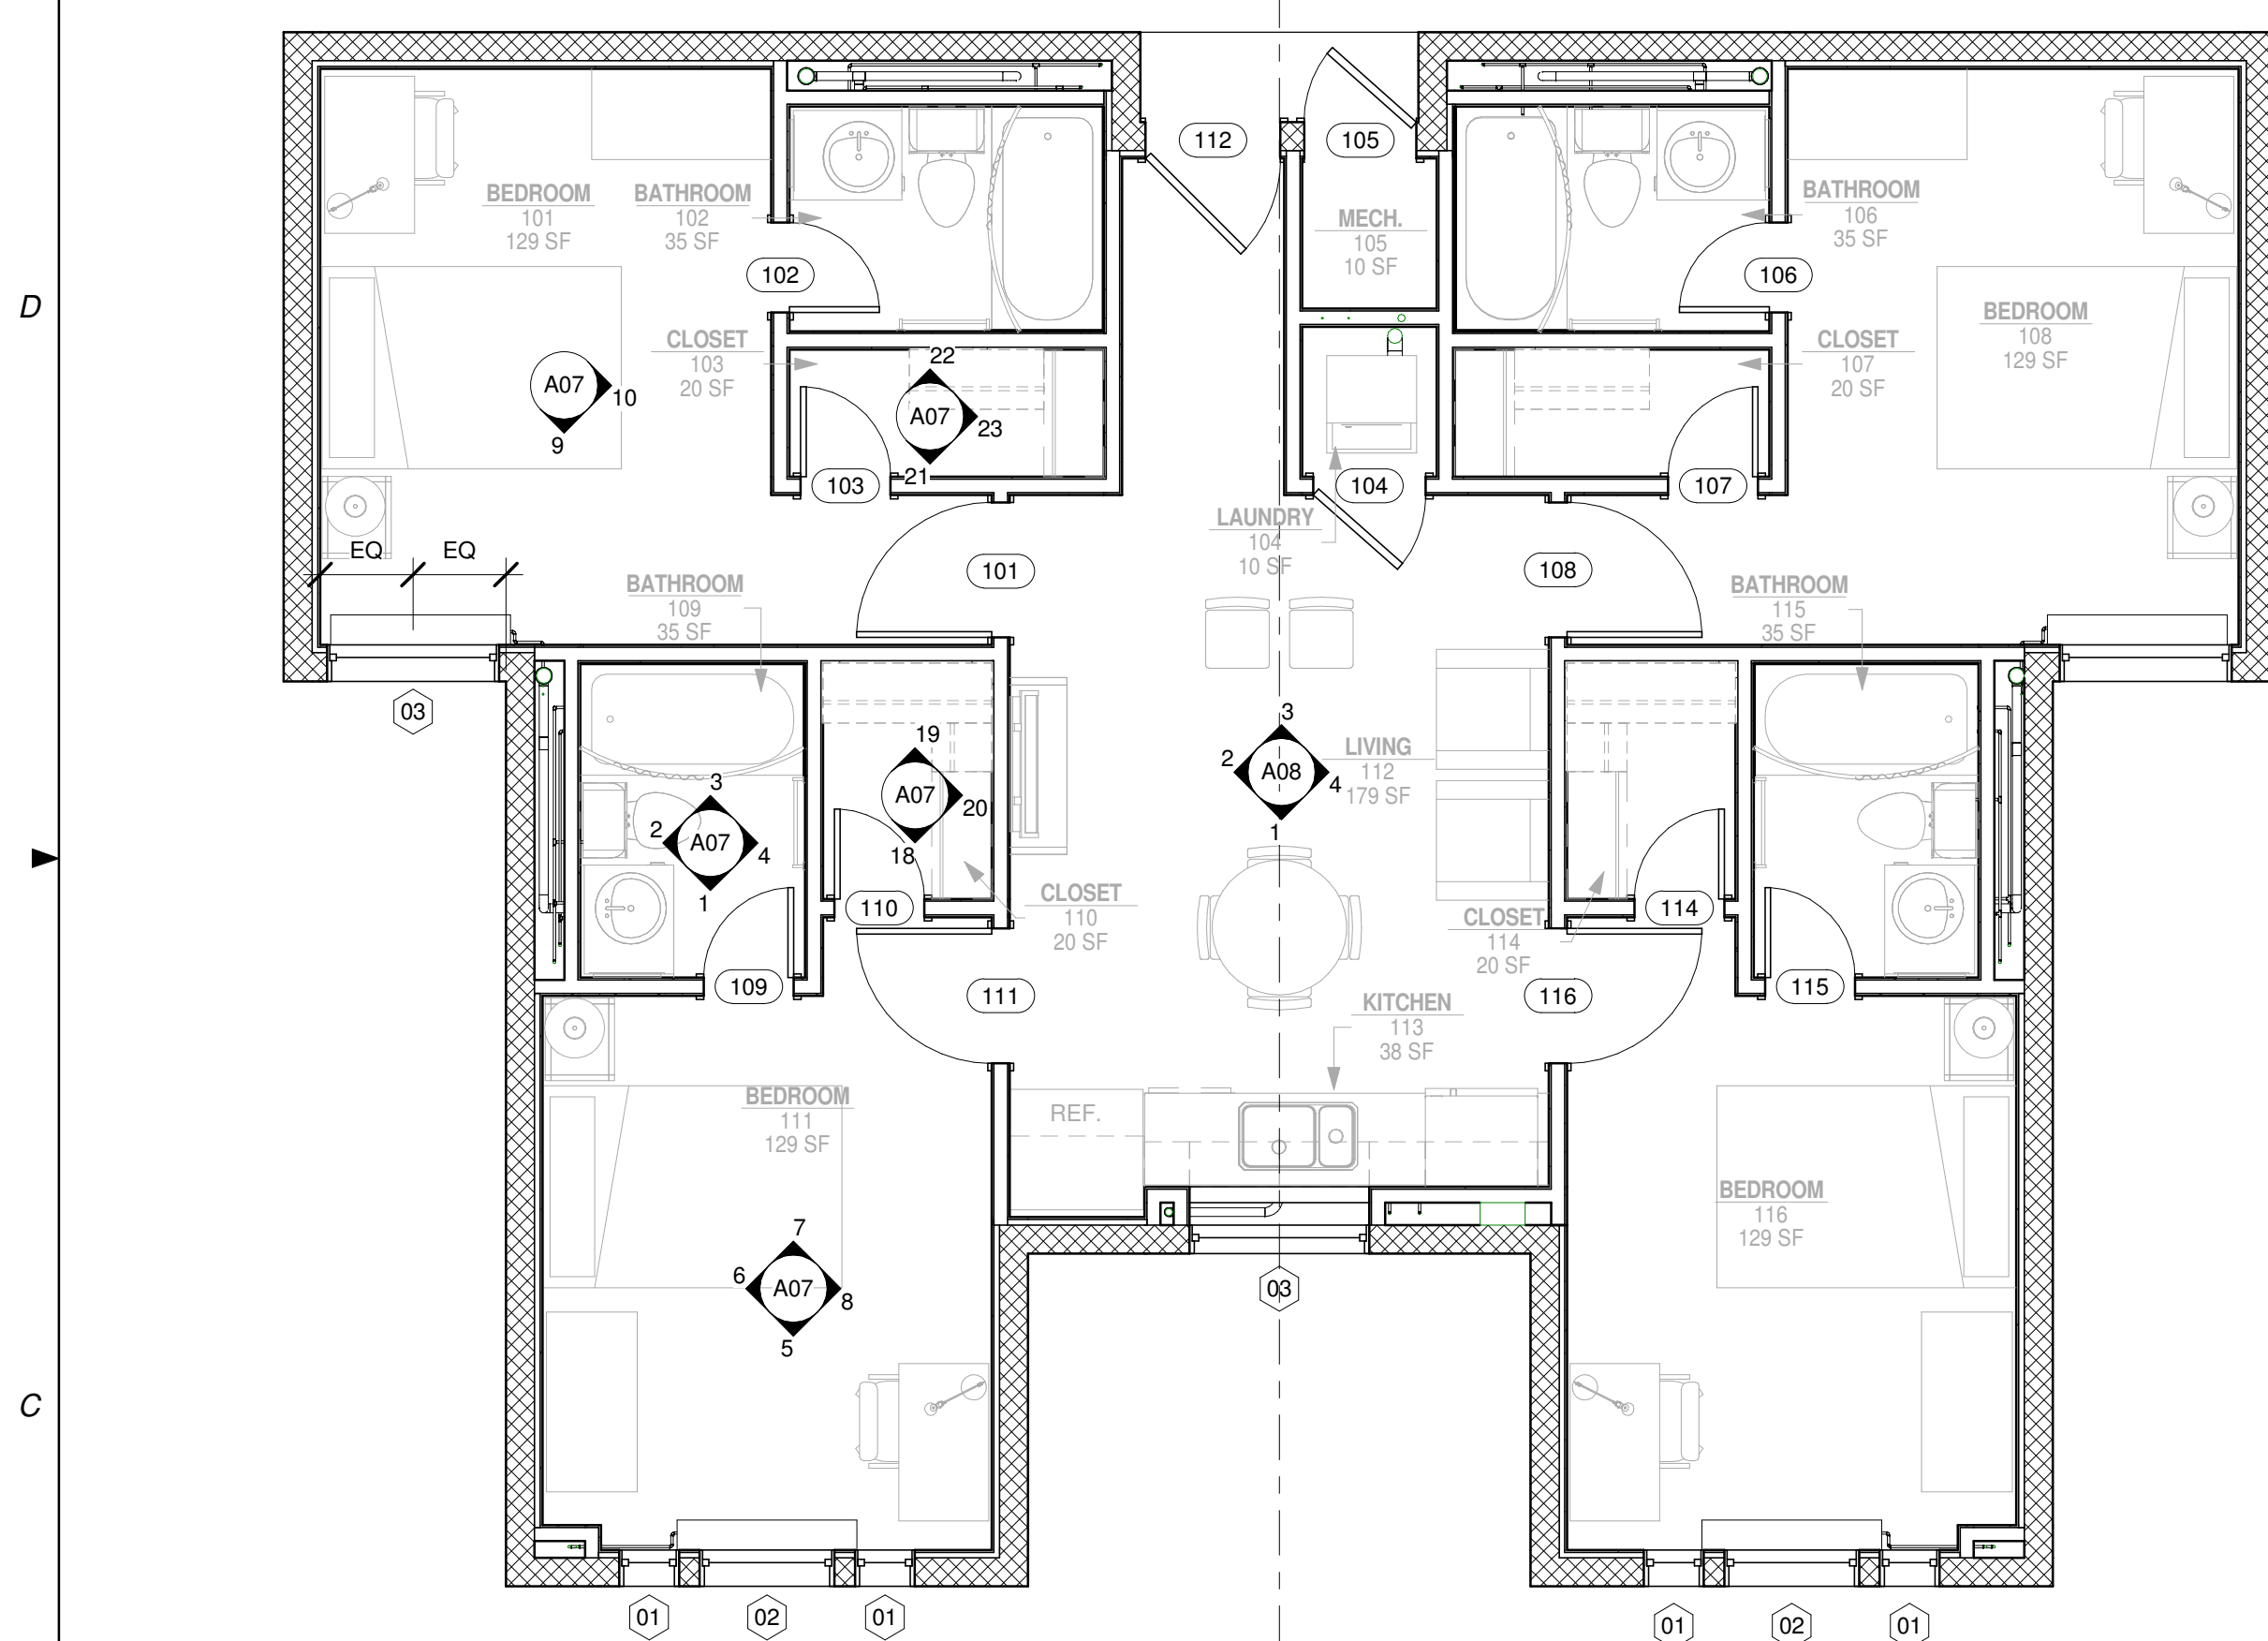 D
C
112
105
BEDROOM
101
129 SF
BATHROOM
102
35 SF
MECH.
105
10 SF
BATHROOM
106
35 SF
102
106
CLOSET
103
20 SF
BEDROOM
108
129 SF
CLOSET
107
20 SF
A07
10
9
22
A07
23
21
103
104
107
LAUNDRY
104
10 SF
EQ
EQ
101
108
BATHROOM
109
35 SF
BATHROOM
115
35 SF
03
3
2
A07
4
1
19
A07
20
18
3
2
A08
4
1
LIVING
112
179 SF
110
CLOSET
110
20 SF
CLOSET
114
20 SF
114
109
111
116
115
KITCHEN
113
38 SF
REF.
BEDROOM
111
129 SF
BEDROOM
116
129 SF
7
6
A07
8
5
03
01
02
01
01
02
01